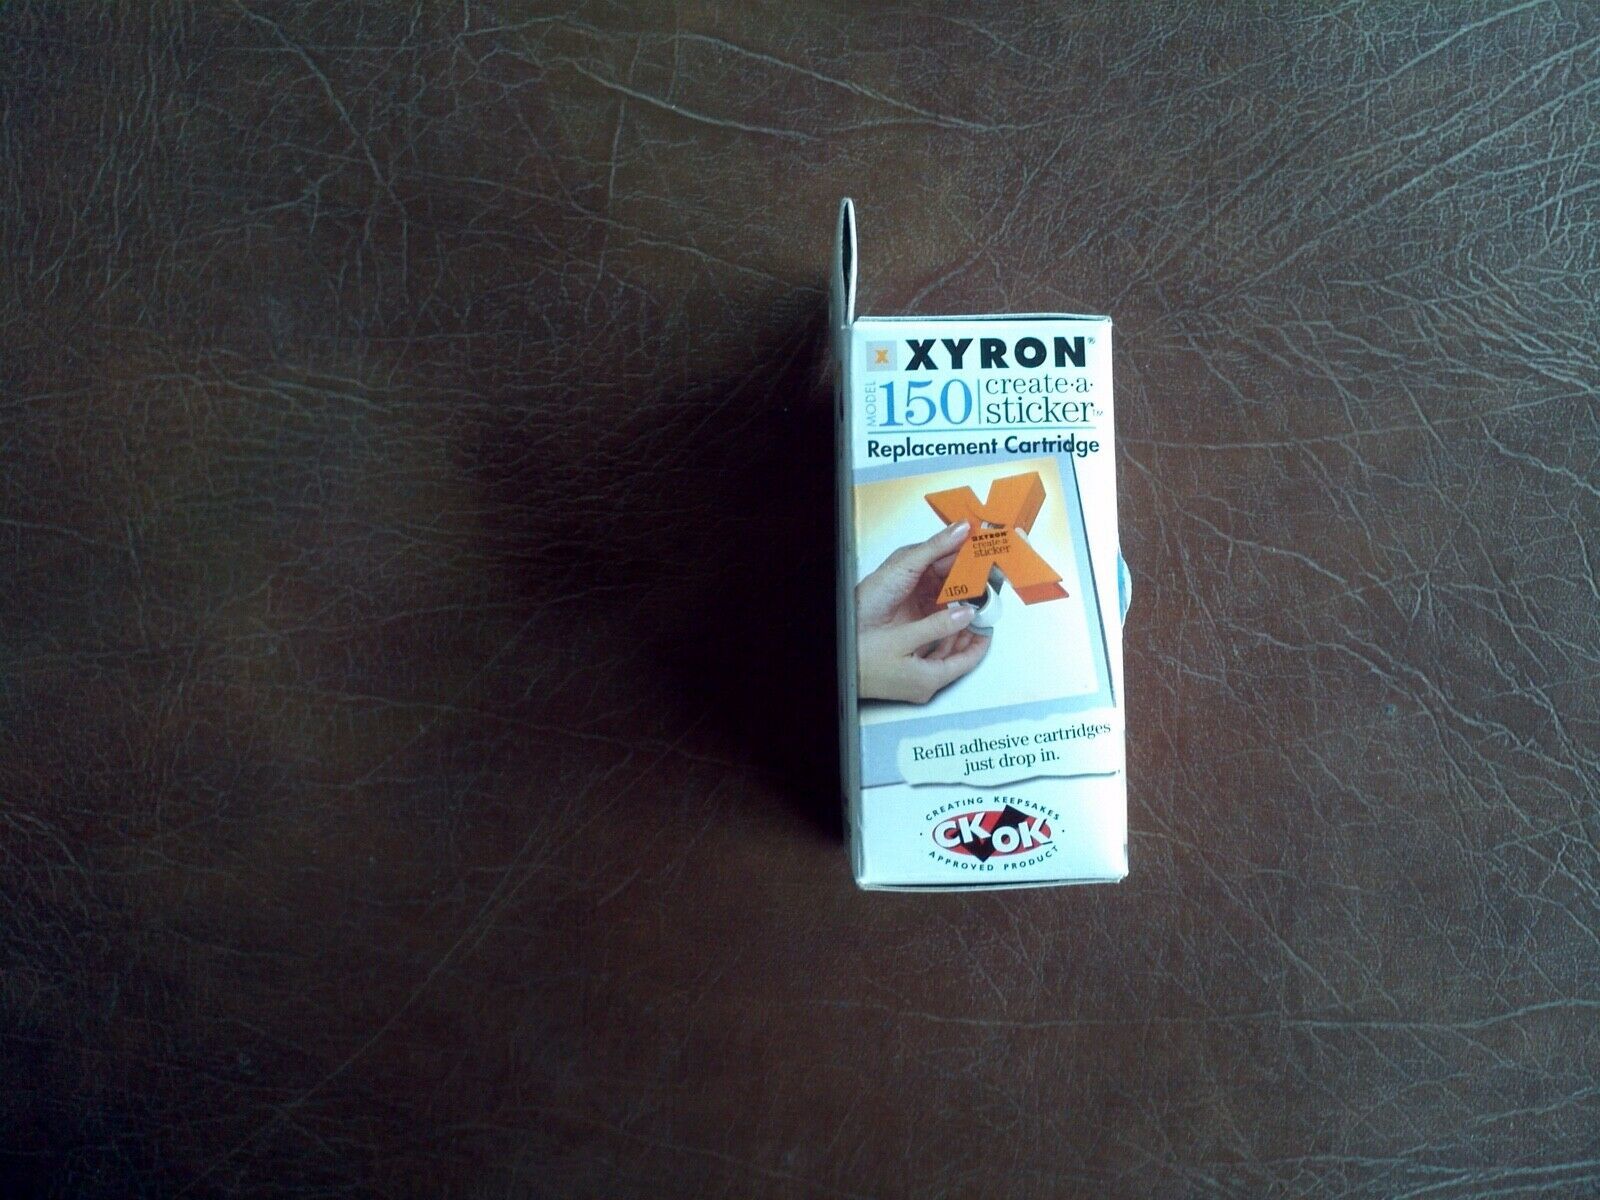 X XYRON®
MODEL 150 create·a·
sticker™
Replacement Cartridge
XYRON
create·a·
sticker
150
Refill adhesive cartridges
just drop in.
CREATING KEEPSAKES
CK OK
APPROVED PRODUCT